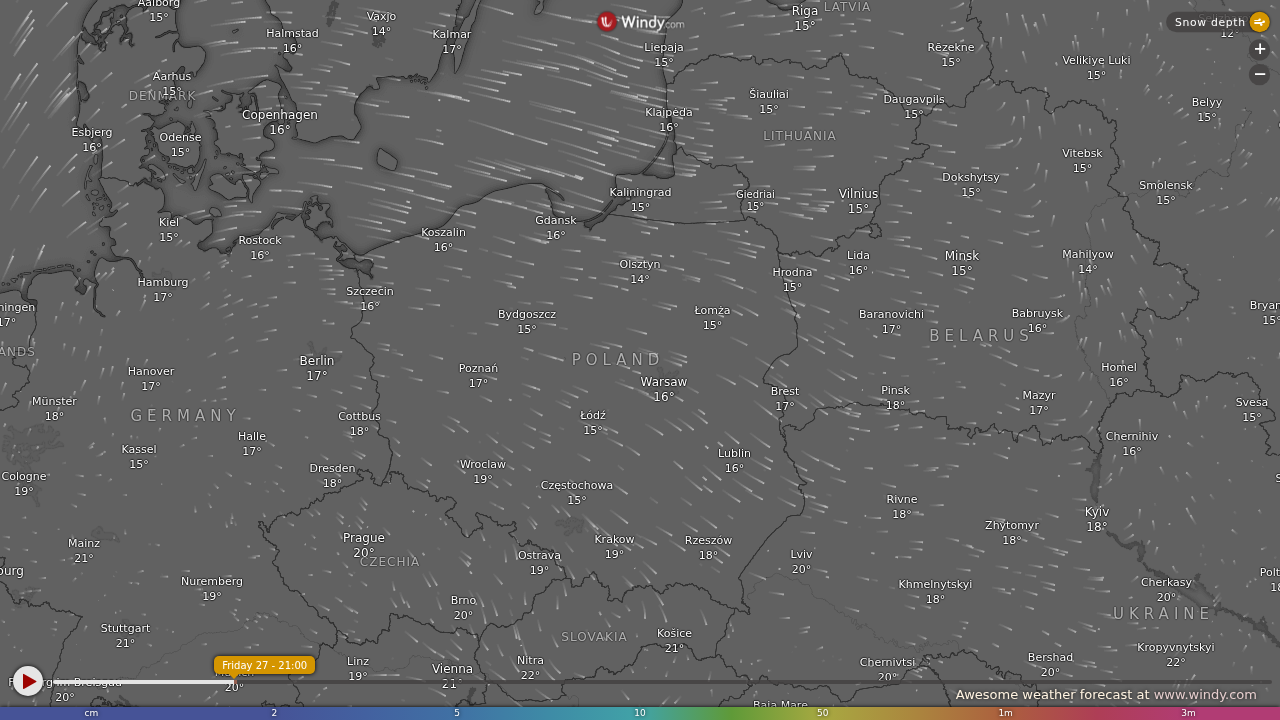 Aalborg
15°
Halmstad
16°
Vaxjo
14°
Kalmar
17°
Windy.com
Liepaja
15°
Riga
15°
LATVIA
Rēzekne
15°
Velikiye Luki
15°
Snow depth
12°
+
−
Aarhus
15°
DENMARK
Copenhagen
16°
Esbjerg
16°
Odense
15°
Klaipėda
16°
Šiauliai
15°
Daugavpils
15°
Belyy
15°
LITHUANIA
Vitebsk
15°
Kaliningrad
15°
Giedriai
15°
Vilnius
15°
Dokshytsy
15°
Smolensk
15°
Kiel
15°
Rostock
16°
Koszalin
16°
Gdansk
16°
Olsztyn
14°
Hrodna
15°
Lida
16°
Minsk
15°
Mahilyow
14°
Hamburg
17°
Szczecin
16°
Bydgoszcz
15°
Łomża
15°
Baranovichi
17°
Babruysk
16°
BELARUS
ningen
17°
ANDS
Hanover
17°
Berlin
17°
Poznań
17°
POLAND
Warsaw
16°
Brest
17°
Pinsk
18°
Mazyr
17°
Homel
16°
Svesa
15°
Münster
18°
GERMANY
Cottbus
18°
Łódź
15°
Kassel
15°
Halle
17°
Lublin
16°
Chernihiv
16°
Cologne
19°
Dresden
18°
Wroclaw
19°
Częstochowa
15°
Rivne
18°
Zhytomyr
18°
Kyiv
18°
Mainz
21°
Prague
20°
CZECHIA
Ostrava
19°
Krakow
19°
Rzeszów
18°
Lviv
20°
burg
Nuremberg
19°
Brno
20°
Khmelnytskyi
18°
Cherkasy
20°
UKRAINE
Stuttgart
21°
SLOVAKIA
Košice
21°
Kropyvnytskyi
22°
Friday 27 - 21:00
Linz
19°
Vienna
21°
Nitra
22°
Chernivtsi
20°
Bershad
20°
20°
20°
Awesome weather forecast at www.windy.com
Baia Mare
cm 2 5 10 50 1m 3m